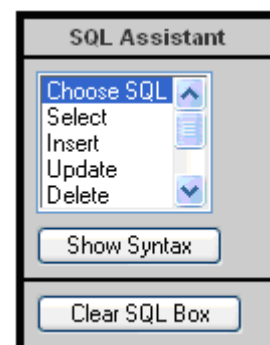 SQL Assistant
Choose SQL
Select
Insert
Update
Delete
Show Syntax
Clear SQL Box